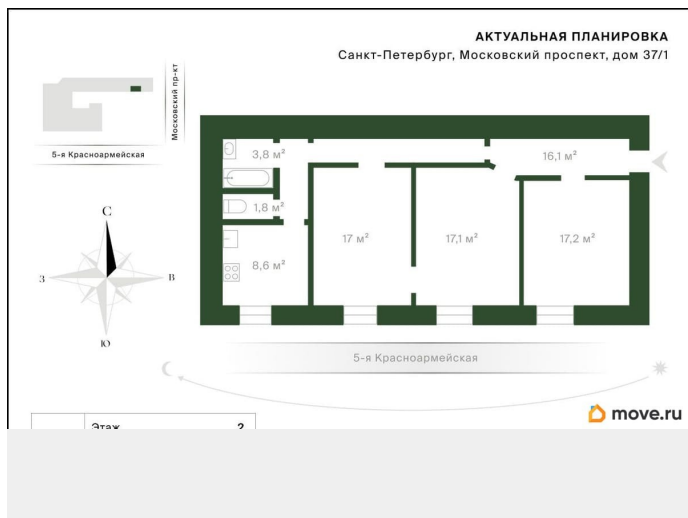 АКТУАЛЬНАЯ ПЛАНИРОВКА
Санкт-Петербург, Московский проспект, дом 37/1
Московский пр-кт
5-я Красноармейская
3,8 м²
16,1 м²
1,8 м²
17 м²
17,1 м²
17,2 м²
8,6 м²
С
З
В
Ю
5-я Красноармейская
move.ru
Этаж 2